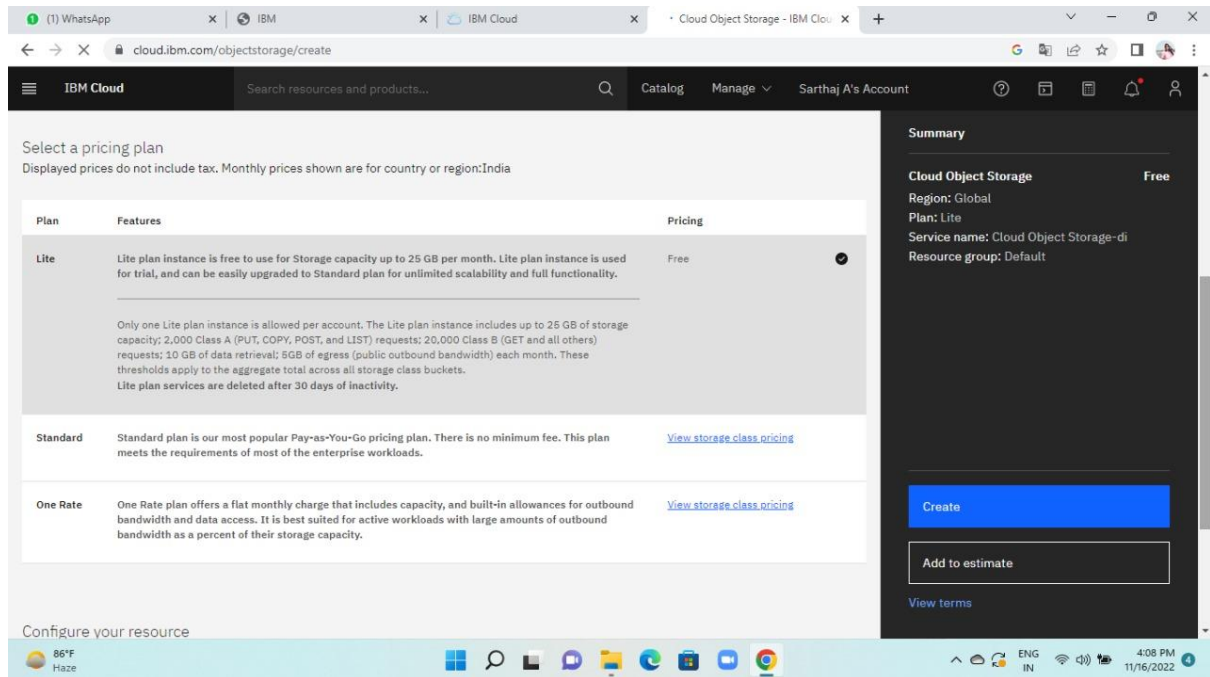 (1) WhatsApp
IBM
IBM Cloud
Cloud Object Storage - IBM Clou
cloud.ibm.com/objectstorage/create
IBM Cloud
Search resources and products...
Catalog
Manage
Sarthaj A's Account
Select a pricing plan
Displayed prices do not include tax. Monthly prices shown are for country or region:India
Plan Features Pricing
Lite
Lite plan instance is free to use for Storage capacity up to 25 GB per month. Lite plan instance is used
for trial, and can be easily upgraded to Standard plan for unlimited scalability and full functionality.
Free
Only one Lite plan instance is allowed per account. The Lite plan instance includes up to 25 GB of storage
capacity; 2,000 Class A (PUT, COPY, POST, and LIST) requests; 20,000 Class B (GET and all others)
requests; 10 GB of data retrieval; 5GB of egress (public outbound bandwidth) each month. These
thresholds apply to the aggregate total across all storage class buckets.
Lite plan services are deleted after 30 days of inactivity.
Standard
Standard plan is our most popular Pay-as-You-Go pricing plan. There is no minimum fee. This plan
meets the requirements of most of the enterprise workloads.
View storage class pricing
One Rate
One Rate plan offers a flat monthly charge that includes capacity, and built-in allowances for outbound
bandwidth and data access. It is best suited for active workloads with large amounts of outbound
bandwidth as a percent of their storage capacity.
View storage class pricing
Configure your resource
Summary
Cloud Object Storage Free
Region: Global
Plan: Lite
Service name: Cloud Object Storage-di
Resource group: Default
Create
Add to estimate
View terms
86°F
Haze
ENG
IN
4:08 PM
11/16/2022
4